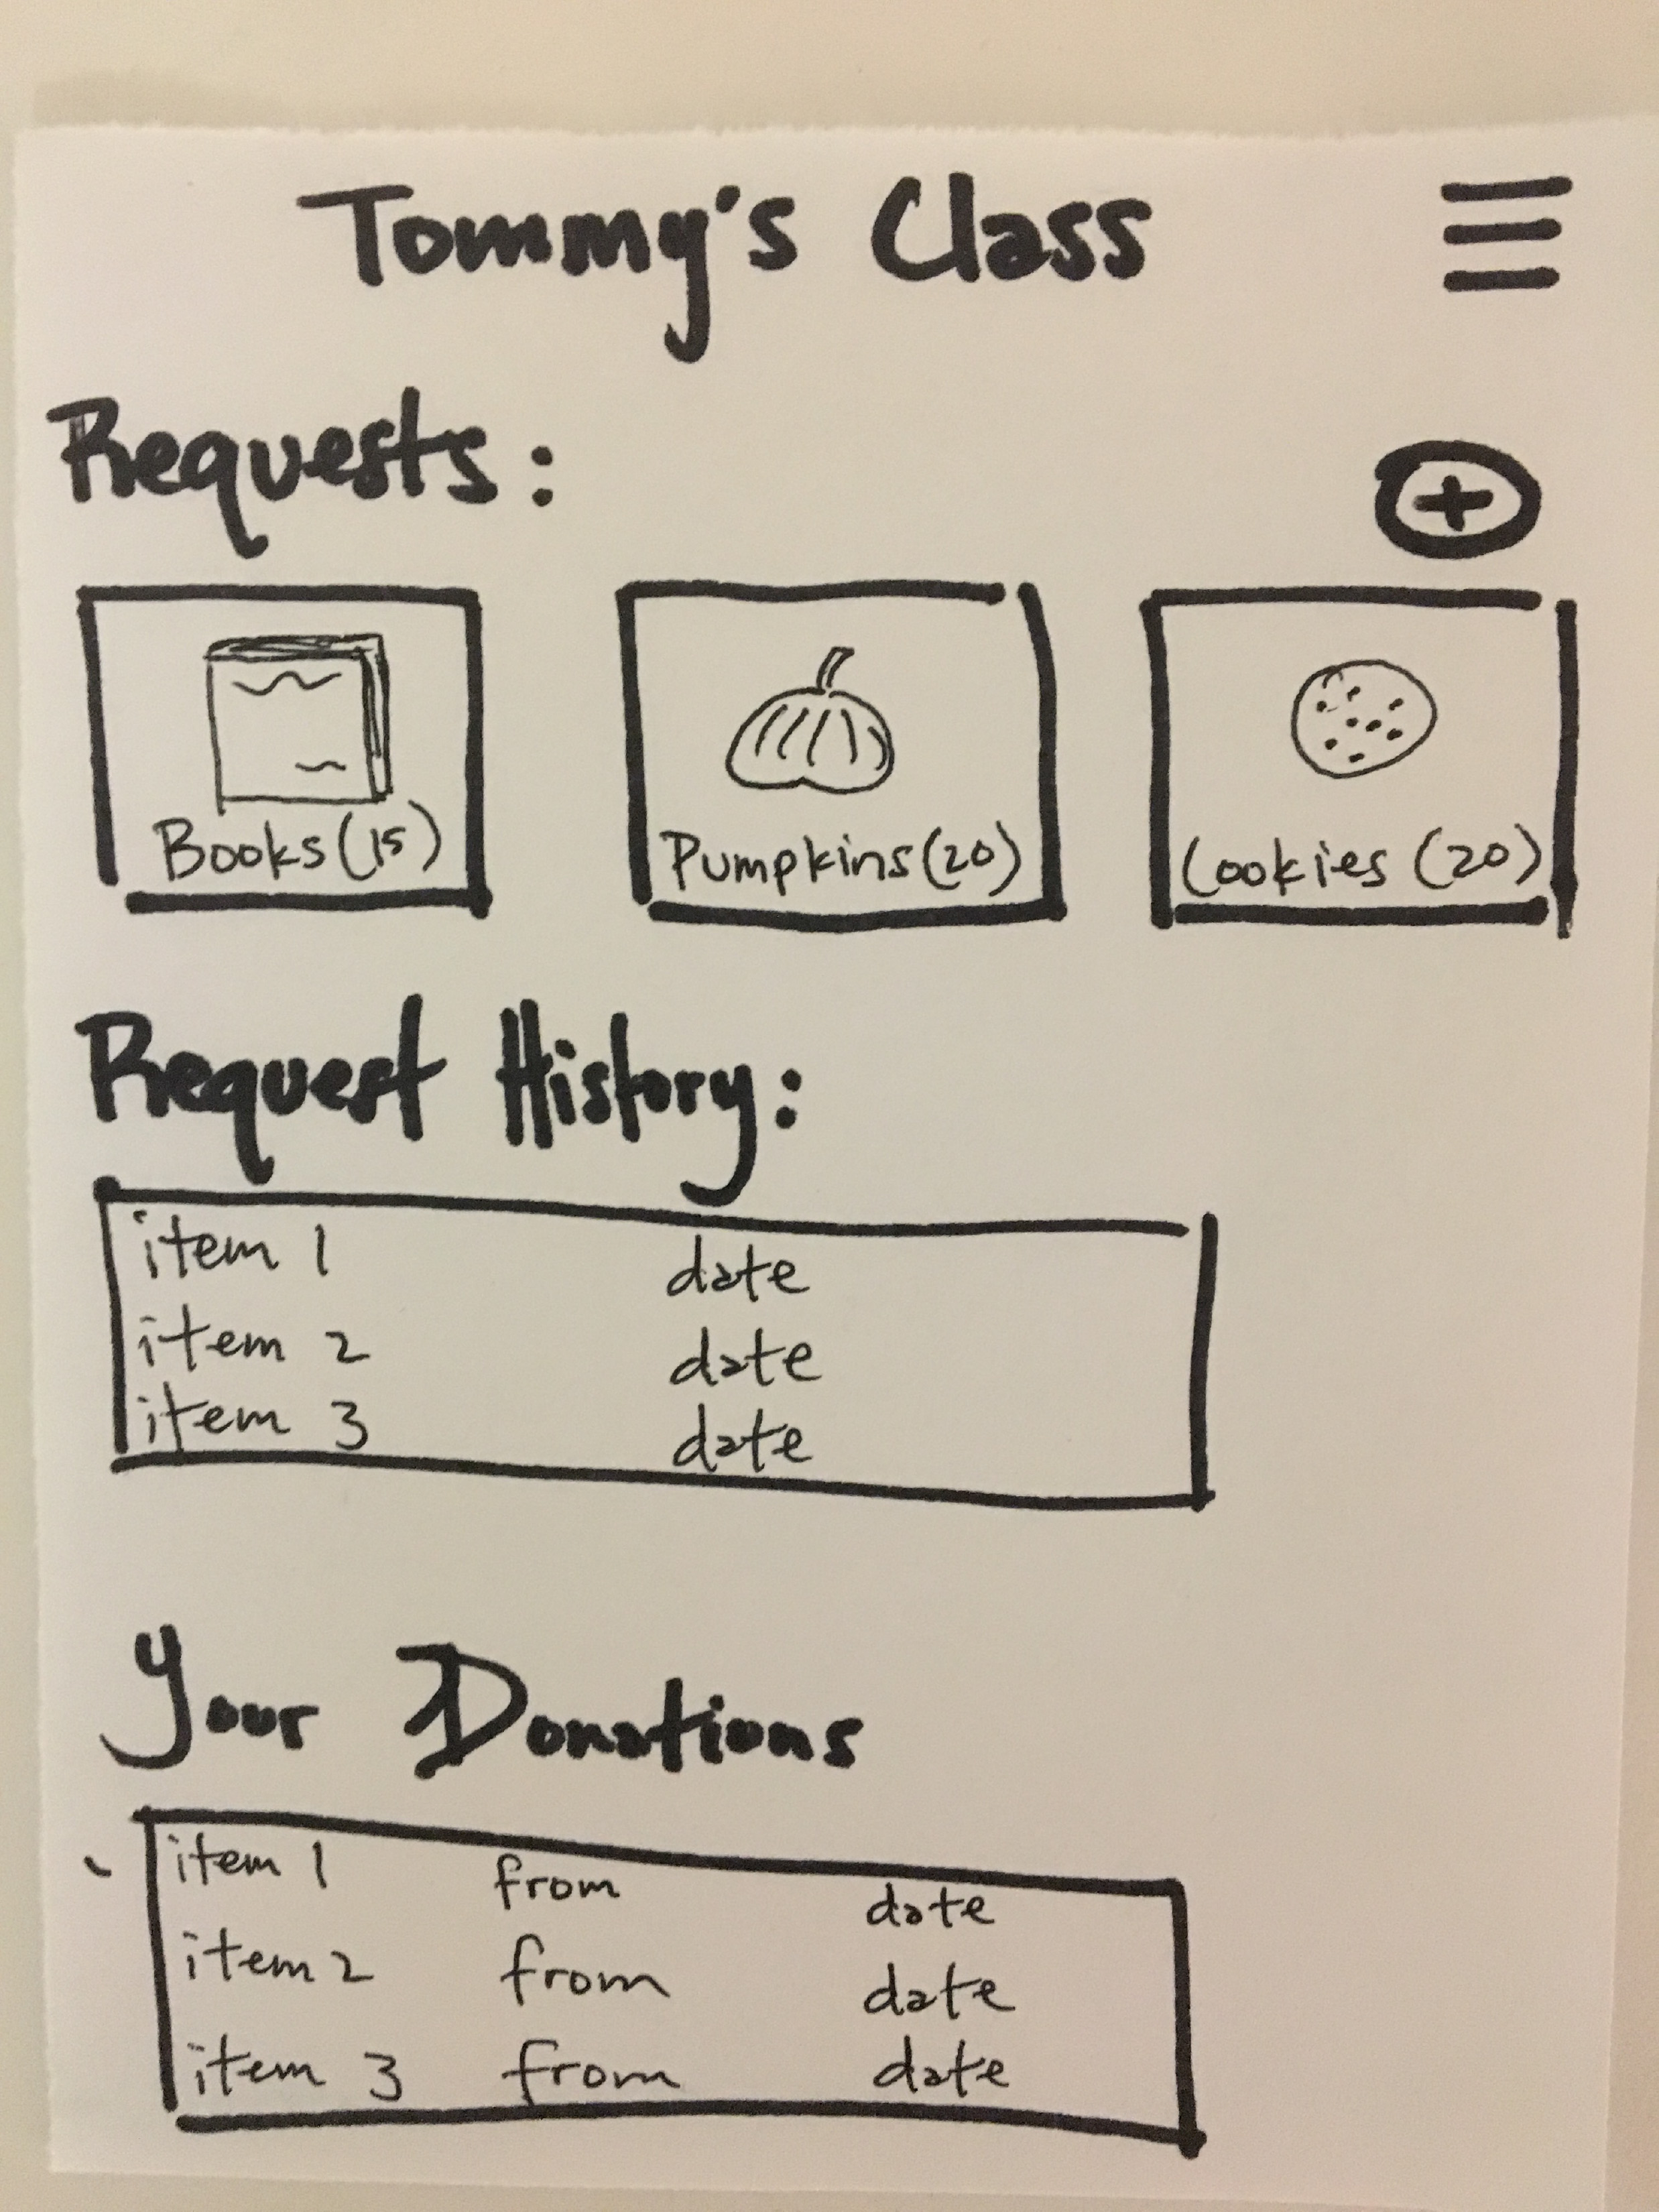 Tommy's Class
Requests:
+
Books (15) Pumpkins (20) Cookies (20)
Request History:
item 1 date
item 2 date
item 3 date
Your Donations
item 1 from date
item 2 from date
item 3 from date